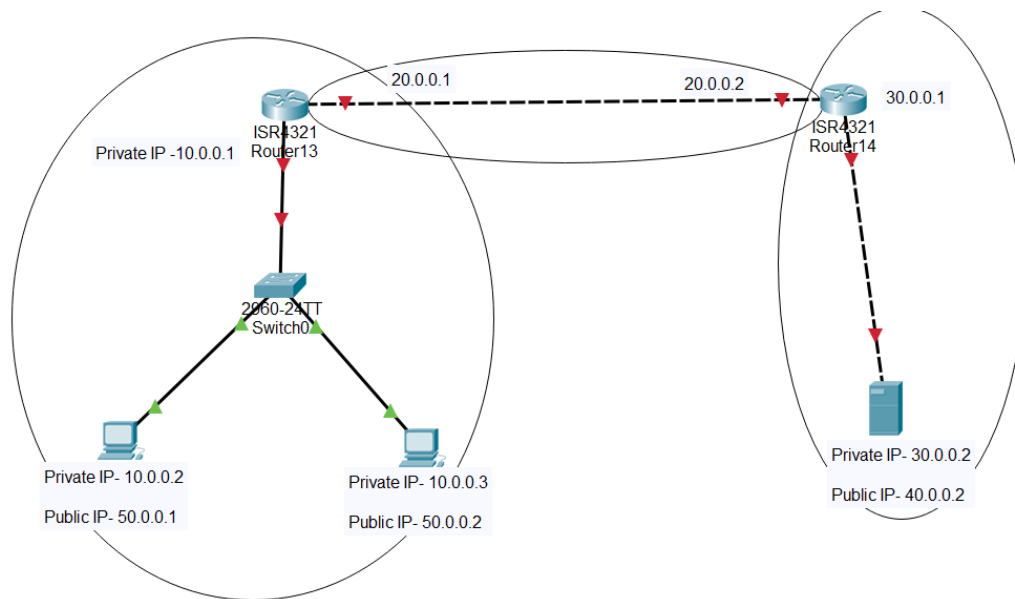 20.0.0.1
20.0.0.2
30.0.0.1
ISR4321
Router13
ISR4321
Router14
Private IP -10.0.0.1
2960-24TT
Switch0
Private IP- 10.0.0.2
Public IP- 50.0.0.1
Private IP- 10.0.0.3
Public IP- 50.0.0.2
Private IP- 30.0.0.2
Public IP- 40.0.0.2